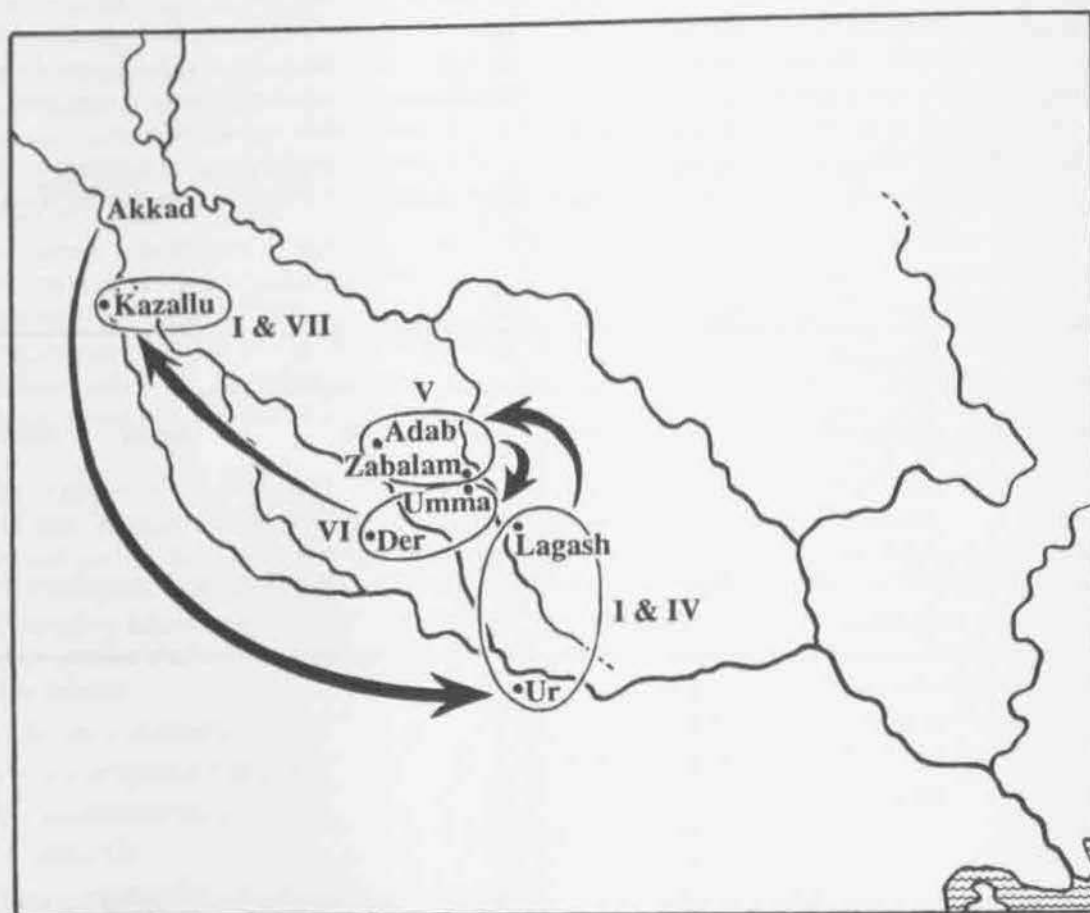 Akkad
Kazallu
I & VII
V
Adab
Zabalam
Umma
VI
Der
Lagash
I & IV
Ur